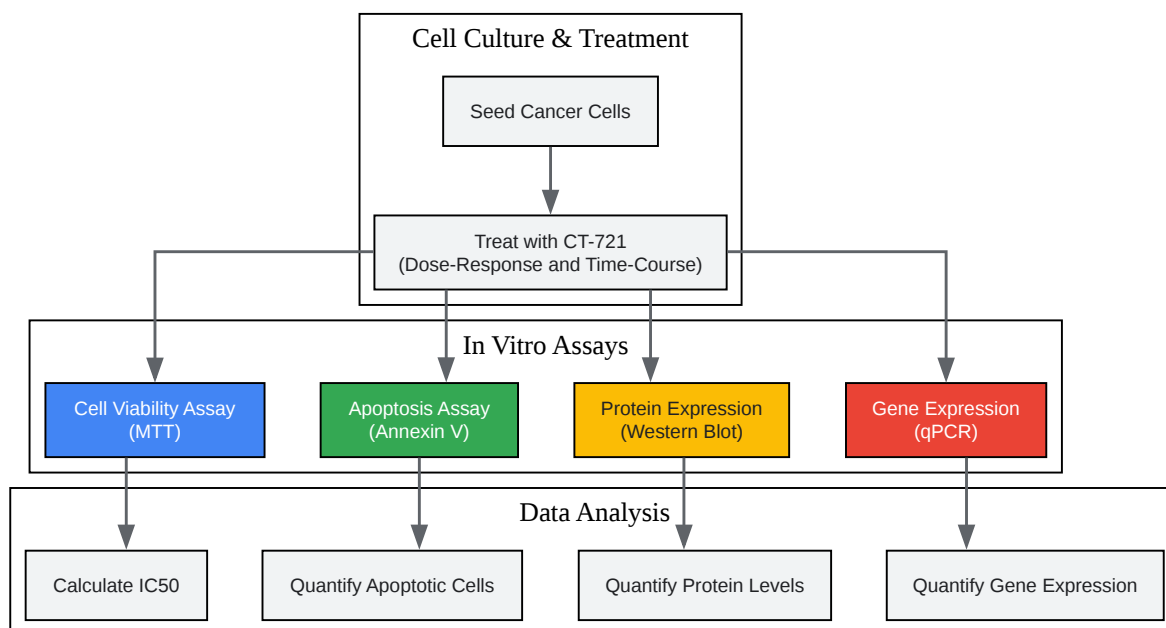 Cell Culture & Treatment
Seed Cancer Cells
Treat with CT-721
(Dose-Response and Time-Course)
In Vitro Assays
Cell Viability Assay
(MTT)
Apoptosis Assay
(Annexin V)
Protein Expression
(Western Blot)
Gene Expression
(qPCR)
Data Analysis
Calculate IC50
Quantify Apoptotic Cells
Quantify Protein Levels
Quantify Gene Expression